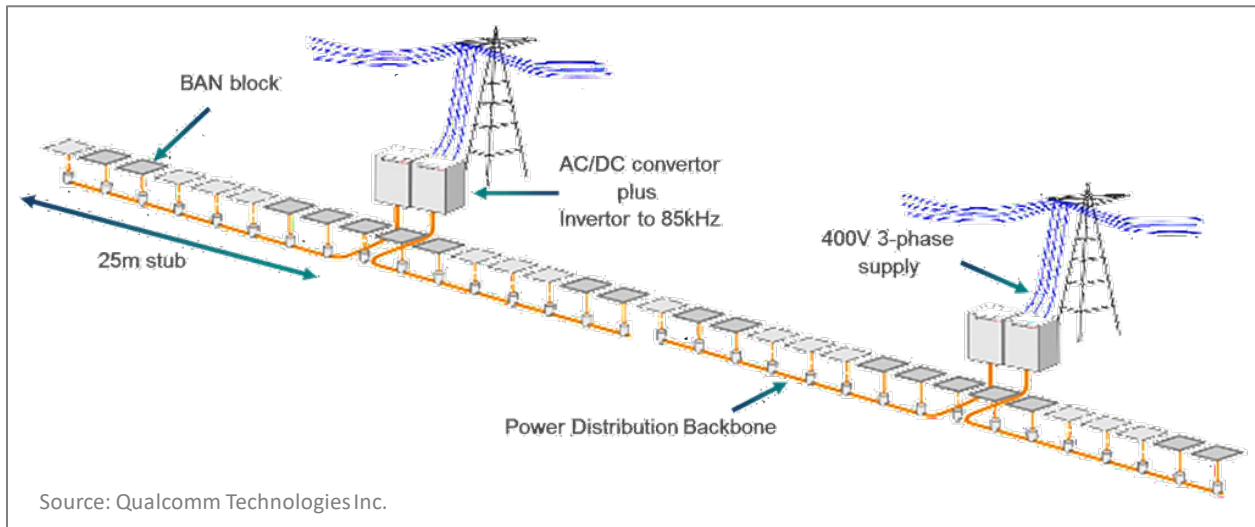 BAN block
AC/DC convertor
plus
Invertor to 85kHz
400V 3-phase
supply
25m stub
Power Distribution Backbone
Source: Qualcomm Technologies Inc.